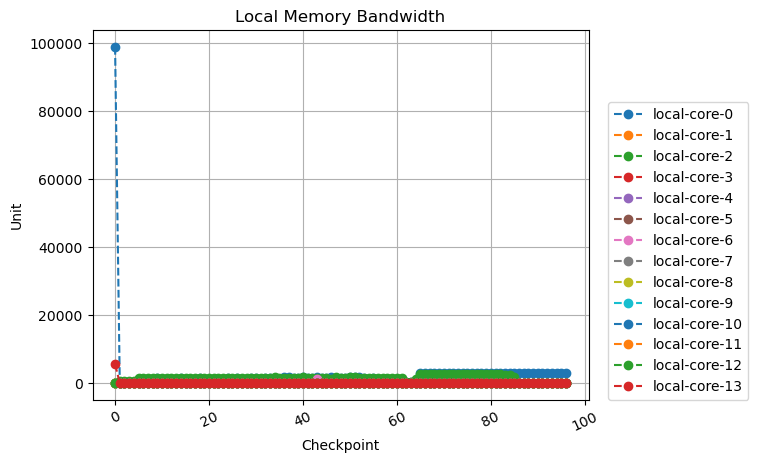 Local Memory Bandwidth
100000
80000
60000
40000
20000
0
Unit
0
20
40
60
80
100
Checkpoint
local-core-0
local-core-1
local-core-2
local-core-3
local-core-4
local-core-5
local-core-6
local-core-7
local-core-8
local-core-9
local-core-10
local-core-11
local-core-12
local-core-13